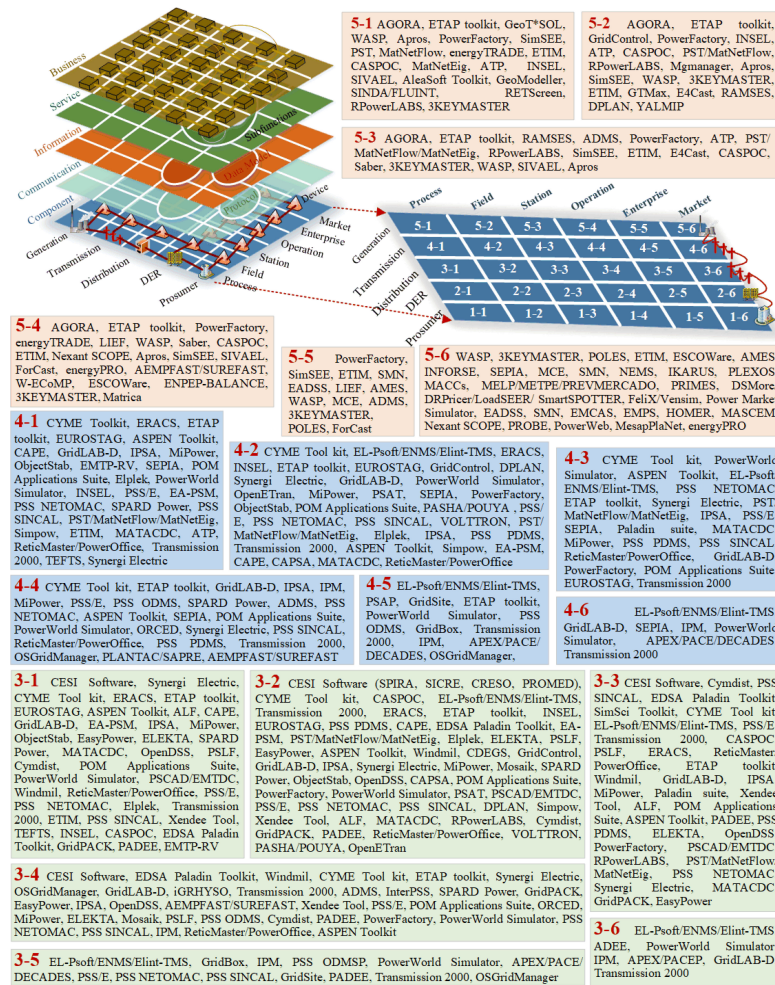 5-1 AGORA, ETAP toolkit, GeoT*SOL,
WASP, Apros, PowerFactory, SimSEE,
PST, MatNetFlow, energyTRADE, ETIM,
CASPOC, MatNetEig, ATP, INSEL,
SIVAEL, AleaSoft Toolkit, GeoModeller,
SINDA/FLUINT, RETScreen,
RPowerLABS, 3KEYMASTER
5-2 AGORA, ETAP toolkit,
GridControl, PowerFactory, INSEL,
ATP, CASPOC, PST/MatNetFlow,
RPowerLABS, Mgmanager, Apros,
SimSEE, WASP, 3KEYMASTER,
ETIM, GTMax, E4Cast, RAMSES,
DPLAN, YALMIP
5-3 AGORA, ETAP toolkit, RAMSES, ADMS, PowerFactory, ATP, PST/
MatNetFlow/MatNetEig, RPowerLABS, SimSEE, ETIM, E4Cast, CASPOC,
Saber, 3KEYMASTER, WASP, SIVAEL, Apros
Business
Service
Information
Communication
Component
Subfunctions
Data Model
Protocol
Device
Generation
Transmission
Distribution
DER
Prosumer
Market
Enterprise
Operation
Station
Field
Process
Process
Field
Station
Operation
Enterprise
Market
Generation
Transmission
Distribution
DER
Prosumer
5-1 5-2 5-3 5-4 5-5 5-6
4-1 4-2 4-3 4-4 4-5 4-6
3-1 3-2 3-3 3-4 3-5 3-6
2-1 2-2 2-3 2-4 2-5 2-6
1-1 1-2 1-3 1-4 1-5 1-6
5-4 AGORA, ETAP toolkit, PowerFactory,
energyTRADE, LIEF, WASP, Saber, CASPOC,
ETIM, Nexant SCOPE, Apros, SimSEE, SIVAEL,
ForCast, energyPRO, AEMPFAST/SUREFAST,
W-ECoMP, ESCOWare, ENPEP-BALANCE,
3KEYMASTER, Matrica
5-5 PowerFactory,
SimSEE, ETIM, SMN,
EADSS, LIEF, AMES,
WASP, MCE, ADMS,
3KEYMASTER,
POLES, ForCast
5-6 WASP, 3KEYMASTER, POLES, ETIM, ESCOWare, AMES
INFORSE, SEPIA, MCE, SMN, NEMS, IKARUS, PLEXOS
MACCs, MELP/METPE/PREVMERCADO, PRIMES, DSMore
DRPricer/LoadSEER/ SmartSPOTTER, FeliX/Vensim, Power Market
Simulator, EADSS, SMN, EMCAS, EMPS, HOMER, MASCEM
Nexant SCOPE, PROBE, PowerWeb, MesapPlaNet, energyPRO
4-1 CYME Toolkit, ERACS, ETAP
toolkit, EUROSTAG, ASPEN Toolkit,
CAPE, GridLAB-D, IPSA, MiPower,
ObjectStab, EMTP-RV, SEPIA, POM
Applications Suite, Elplek, PowerWorld
Simulator, INSEL, PSS/E, EA-PSM,
PSS NETOMAC, SPARD Power, PSS
SINCAL, PST/MatNetFlow/MatNetEig,
Simpow, ETIM, MATACDC, ATP,
ReticMaster/PowerOffice, Transmission
2000, TEFTS, Synergi Electric
4-2 CYME Tool kit, EL-Psoft/ENMS/Elint-TMS, ERACS,
INSEL, ETAP toolkit, EUROSTAG, GridControl, DPLAN,
Synergi Electric, GridLAB-D, PowerWorld Simulator,
OpenETran, MiPower, PSAT, SEPIA, PowerFactory,
ObjectStab, POM Applications Suite, PASHA/POUYA , PSS/
E, PSS NETOMAC, PSS SINCAL, VOLTTRON, PST/
MatNetFlow/MatNetEig, Elplek, IPSA, PSS PDMS,
Transmission 2000, ASPEN Toolkit, Simpow, EA-PSM,
CAPE, CAPSA, MATACDC, ReticMaster/PowerOffice
4-3 CYME Tool kit, PowerWorld
Simulator, ASPEN Toolkit, EL-Psoft
ENMS/Elint-TMS, PSS NETOMAC
ETAP toolkit, Synergi Electric, PST
MatNetFlow/MatNetEig, IPSA, PSS/E
SEPIA, Paladin suite, MATACDC
MiPower, PSS PDMS, PSS SINCAL
ReticMaster/PowerOffice, GridLAB-D
PowerFactory, POM Applications Suite
EUROSTAG, Transmission 2000
4-4 CYME Tool kit, ETAP toolkit, GridLAB-D, IPSA, IPM,
MiPower, PSS/E, PSS ODMS, SPARD Power, ADMS, PSS
NETOMAC, ASPEN Toolkit, SEPIA, POM Applications Suite,
PowerWorld Simulator, ORCED, Synergi Electric, PSS SINCAL,
ReticMaster/PowerOffice, PSS PDMS, Transmission 2000,
OSGridManager, PLANTAC/SAPRE, AEMPFAST/SUREFAST
4-5 EL-Psoft/ENMS/Elint-TMS,
PSAP, GridSite, ETAP toolkit,
PowerWorld Simulator, PSS
ODMS, GridBox, Transmission
2000, IPM, APEX/PACE/
DECADES, OSGridManager,
4-6 EL-Psoft/ENMS/Elint-TMS
GridLAB-D, SEPIA, IPM, PowerWorld
Simulator, APEX/PACE/DECADES
Transmission 2000
3-1 CESI Software, Synergi Electric,
CYME Tool kit, ERACS, ETAP toolkit,
EUROSTAG, ASPEN Toolkit, ALF, CAPE,
GridLAB-D, EA-PSM, IPSA, MiPower,
ObjectStab, EasyPower, ELEKTA, SPARD
Power, MATACDC, OpenDSS, PSLF,
Cymdist, POM Applications Suite,
PowerWorld Simulator, PSCAD/EMTDC,
Windmil, ReticMaster/PowerOffice, PSS/E,
PSS NETOMAC, Elplek, Transmission
2000, ETIM, PSS SINCAL, Xendee Tool,
TEFTS, INSEL, CASPOC, EDSA Paladin
Toolkit, GridPACK, PADEE, EMTP-RV
3-2 CESI Software (SPIRA, SICRE, CRESO, PROMED),
CYME Tool kit, CASPOC, EL-Psoft/ENMS/Elint-TMS,
Transmission 2000, ERACS, ETAP toolkit, INSEL,
EUROSTAG, PSS PDMS, CAPE, EDSA Paladin Toolkit, EA-
PSM, PST/MatNetFlow/MatNetEig, Elplek, ELEKTA, PSLF,
EasyPower, ASPEN Toolkit, Windmil, CDEGS, GridControl,
GridLAB-D, IPSA, Synergi Electric, MiPower, Mosaik, SPARD
Power, ObjectStab, OpenDSS, CAPSA, POM Applications Suite,
PowerFactory, PowerWorld Simulator, PSAT, PSCAD/EMTDC,
PSS/E, PSS NETOMAC, PSS SINCAL, DPLAN, Simpow,
Xendee Tool, ALF, MATACDC, RPowerLABS, Cymdist,
GridPACK, PADEE, ReticMaster/PowerOffice, VOLTTRON,
PASHA/POUYA, OpenETran
3-3 CESI Software, Cymdist, PSS
SINCAL, EDSA Paladin Toolkit
SimSci Toolkit, CYME Tool kit
EL-Psoft/ENMS/Elint-TMS, PSS/E
Transmission 2000, CASPOC
PSLF, ERACS, ReticMaster
PowerOffice, ETAP toolkit
Windmil, GridLAB-D, IPSA
MiPower, Paladin suite, Xendee
Tool, ALF, POM Applications
Suite, ASPEN Toolkit, PADEE, PSS
PDMS, ELEKTA, OpenDSS
PowerFactory, PSCAD/EMTDC
RPowerLABS, PST/MatNetFlow
MatNetEig, PSS NETOMAC
Synergi Electric, MATACDC
GridPACK, EasyPower
3-4 CESI Software, EDSA Paladin Toolkit, Windmil, CYME Tool kit, ETAP toolkit, Synergi Electric,
OSGridManager, GridLAB-D, iGRHYSO, Transmission 2000, ADMS, InterPSS, SPARD Power, GridPACK,
EasyPower, IPSA, OpenDSS, AEMPFAST/SUREFAST, Xendee Tool, PSS/E, POM Applications Suite, ORCED,
MiPower, ELEKTA, Mosaik, PSLF, PSS ODMS, Cymdist, PADEE, PowerFactory, PowerWorld Simulator, PSS
NETOMAC, PSS SINCAL, IPM, ReticMaster/PowerOffice, ASPEN Toolkit
3-5 EL-Psoft/ENMS/Elint-TMS, GridBox, IPM, PSS ODMSP, PowerWorld Simulator, APEX/PACE/
DECADES, PSS/E, PSS NETOMAC, PSS SINCAL, GridSite, PADEE, Transmission 2000, OSGridManager
3-6 EL-Psoft/ENMS/Elint-TMS
ADEE, PowerWorld Simulator
IPM, APEX/PACEP, GridLAB-D
Transmission 2000